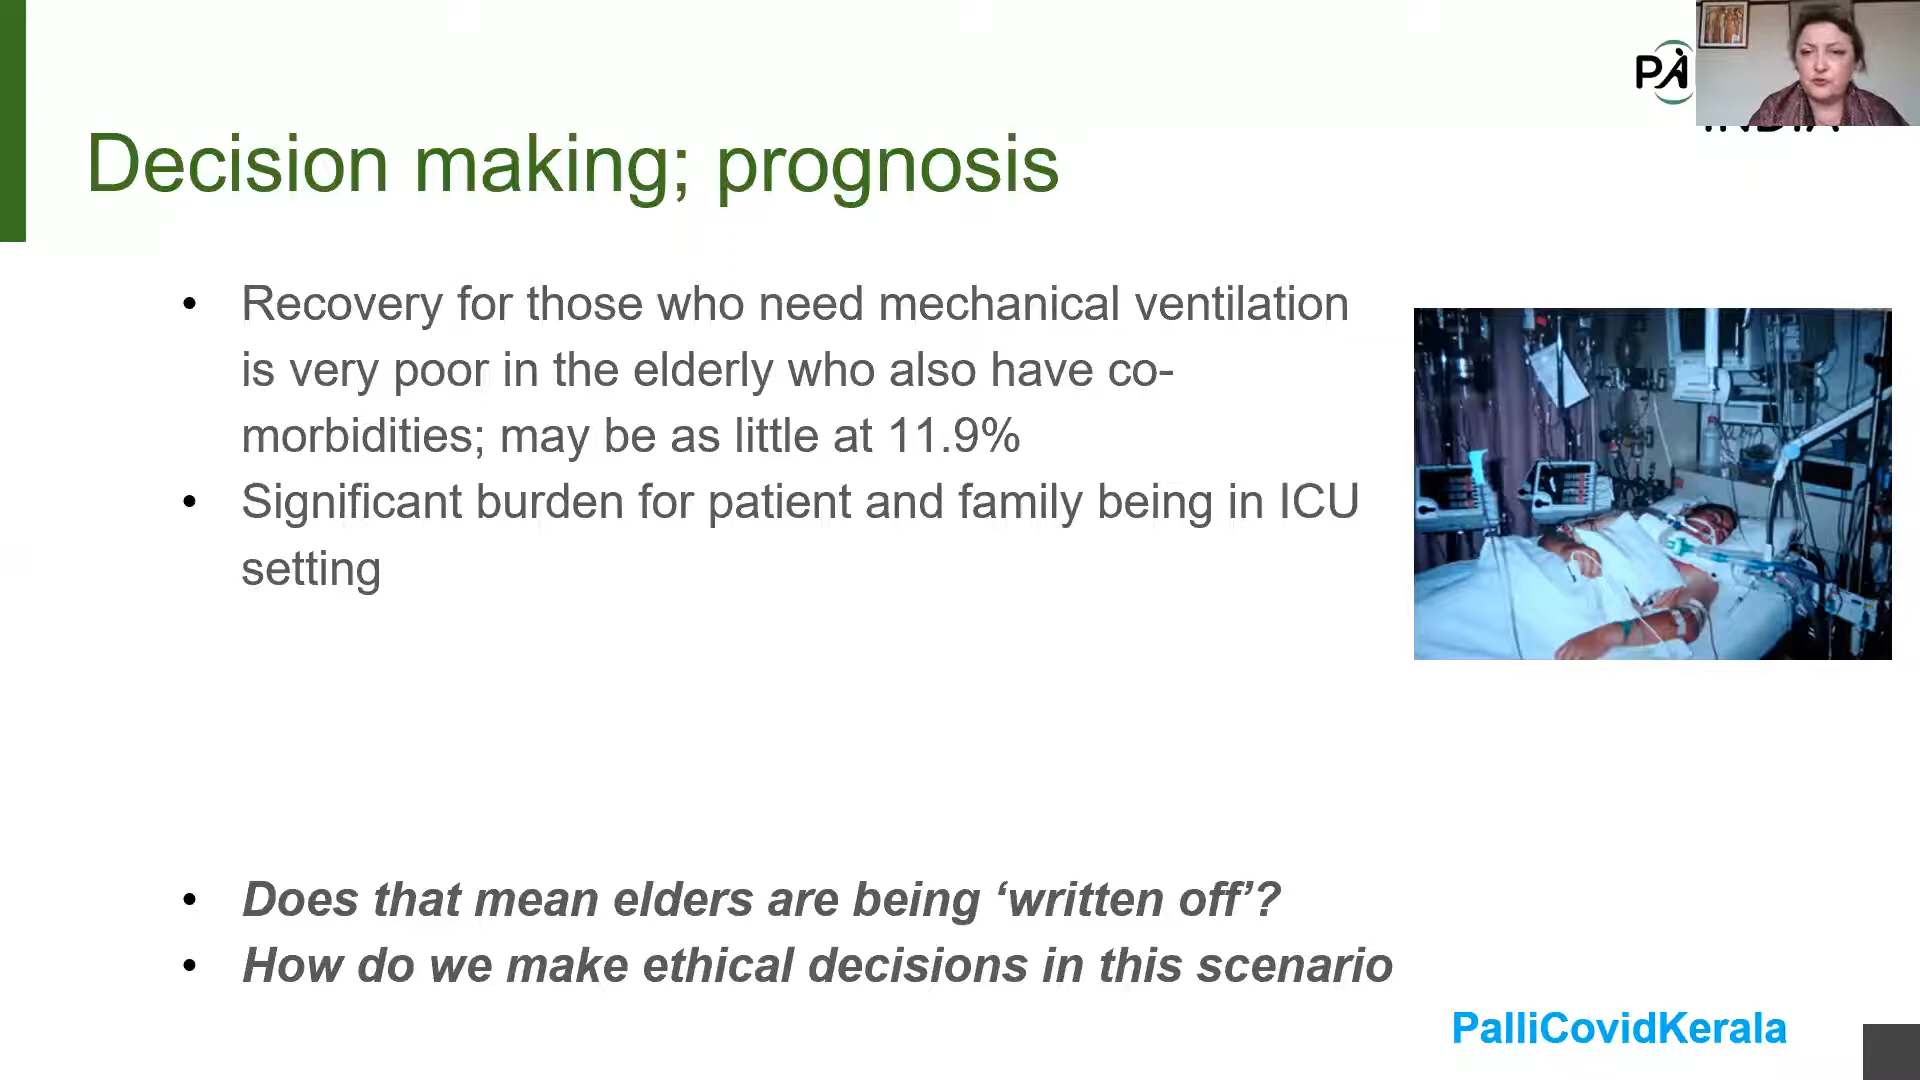 Decision making; prognosis
• Recovery for those who need mechanical ventilation
is very poor in the elderly who also have co-
morbidities; may be as little at 11.9%
• Significant burden for patient and family being in ICU
setting
• Does that mean elders are being ‘written off’?
• How do we make ethical decisions in this scenario
PalliCovidKerala